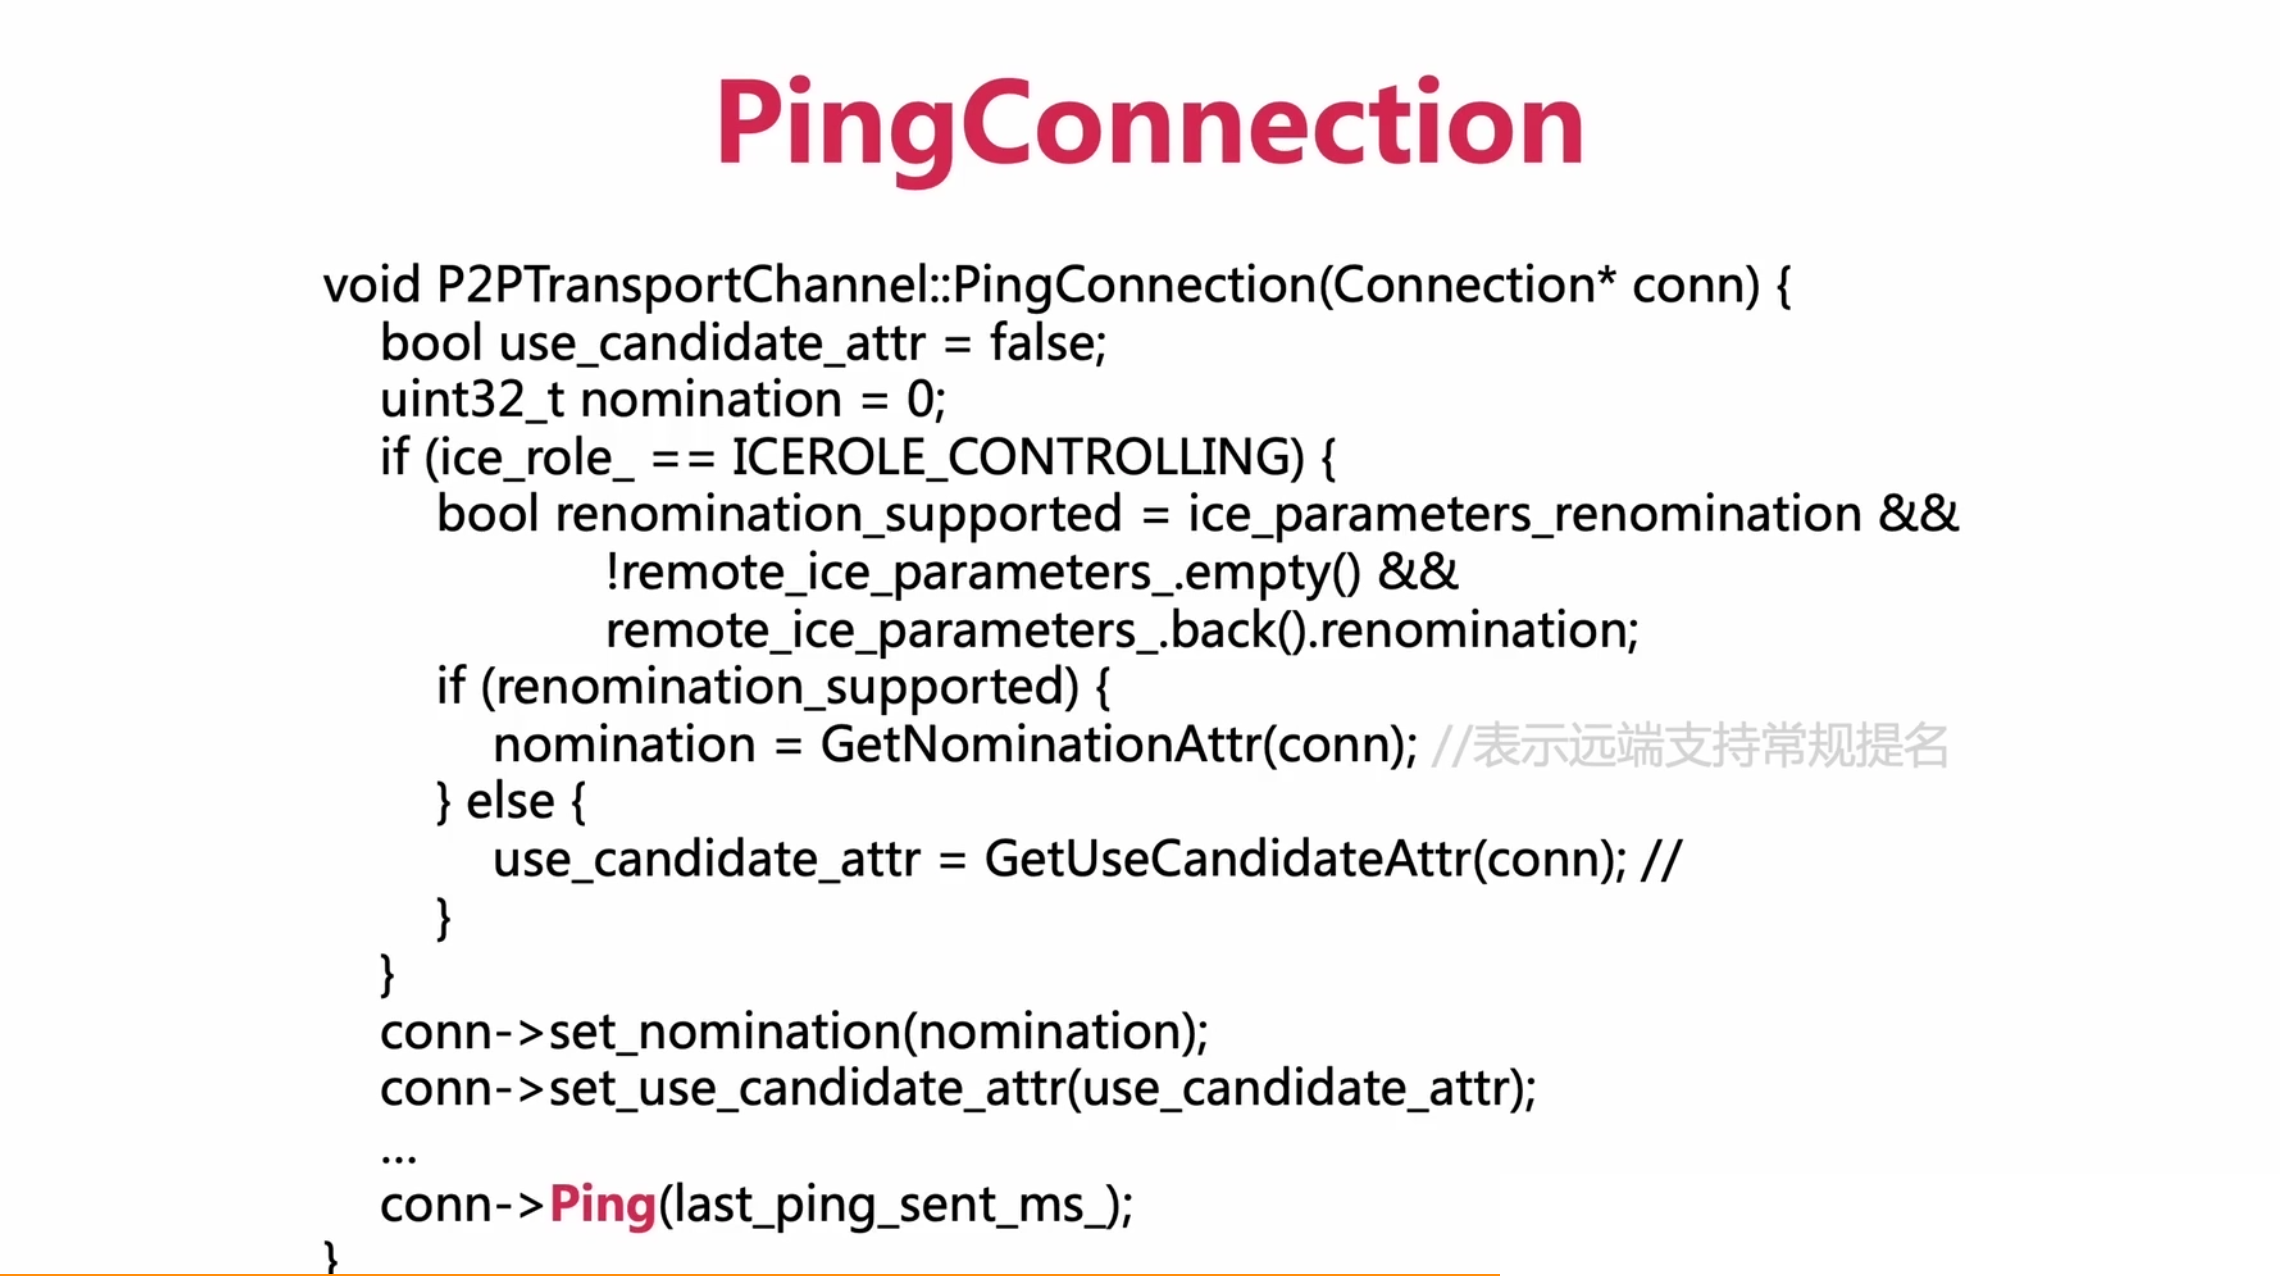 PingConnection
void P2PTransportChannel::PingConnection(Connection* conn) {
bool use_candidate_attr = false;
uint32_t nomination = 0;
if (ice_role_ == ICEROLE_CONTROLLING) {
bool renomination_supported = ice_parameters_renomination &&
!remote_ice_parameters_.empty() &&
remote_ice_parameters_.back().renomination;
if (renomination_supported) {
nomination = GetNominationAttr(conn); //表示远端支持常规提名
} else {
use_candidate_attr = GetUseCandidateAttr(conn); //
}
}
conn->set_nomination(nomination);
conn->set_use_candidate_attr(use_candidate_attr);
...
conn->Ping(last_ping_sent_ms_);
}